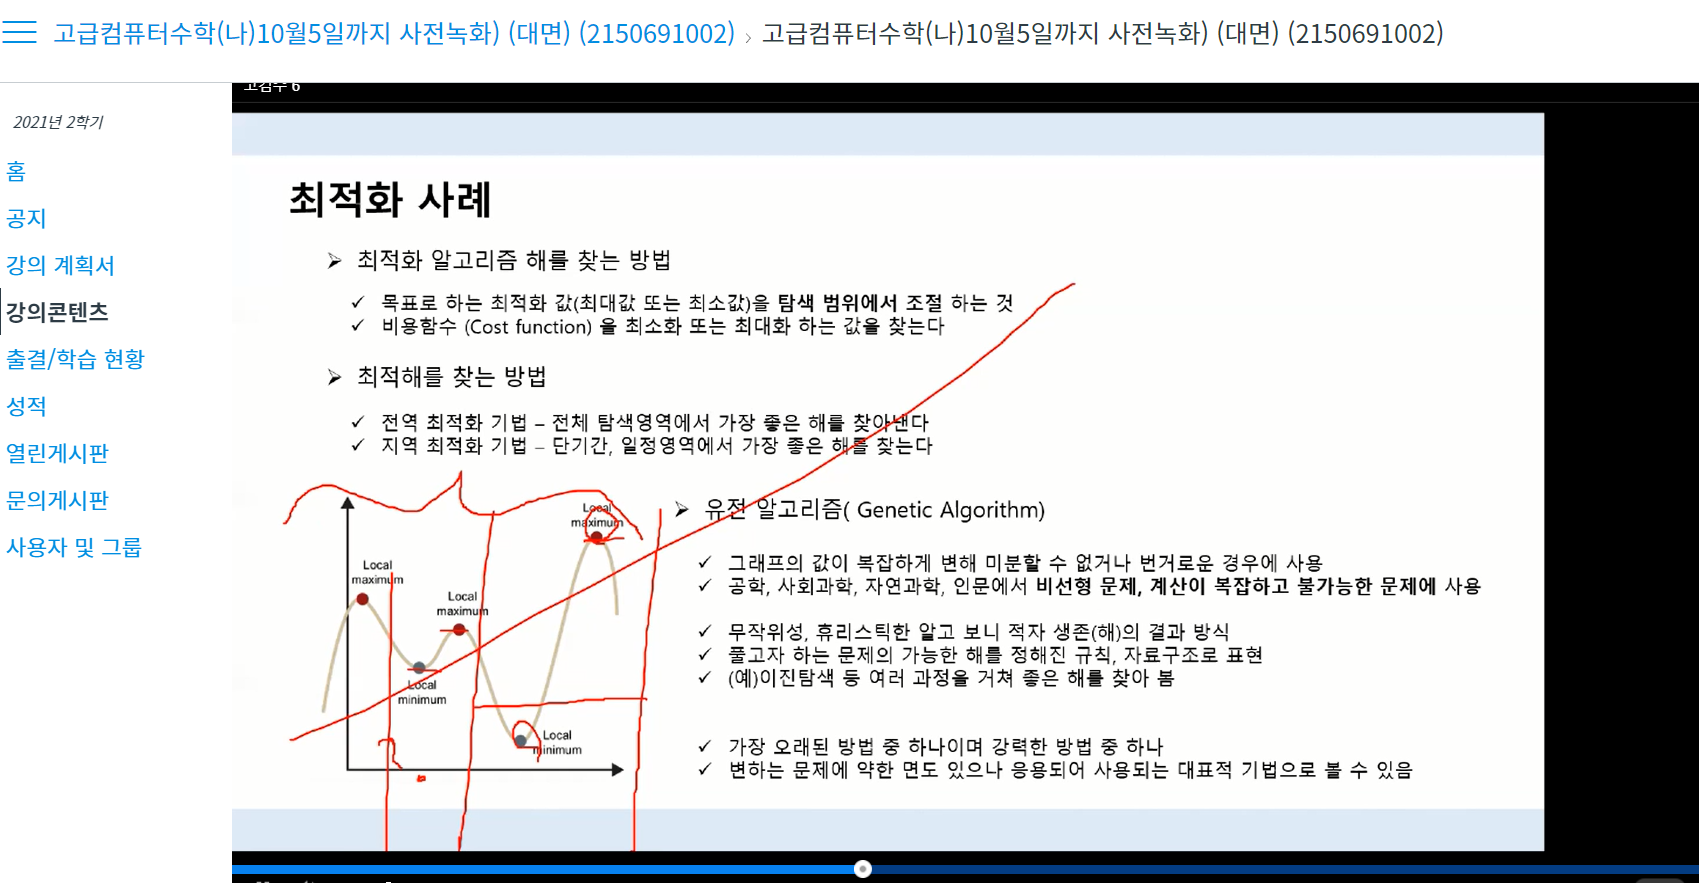 고급컴퓨터수학(나)10월5일까지 사전녹화) (대면) (2150691002) › 고급컴퓨터수학(나)10월5일까지 사전녹화) (대면) (2150691002)
2021년 2학기
홈
공지
강의 계획서
강의콘텐츠
출결/학습 현황
성적
열린게시판
문의게시판
사용자 및 그룹
고컴수 6
최적화 사례
➢ 최적화 알고리즘 해를 찾는 방법
✓ 목표로 하는 최적화 값(최대값 또는 최소값)을 탐색 범위에서 조절 하는 것
✓ 비용함수 (Cost function) 을 최소화 또는 최대화 하는 값을 찾는다
➢ 최적해를 찾는 방법
✓ 전역 최적화 기법 – 전체 탐색영역에서 가장 좋은 해를 찾아낸다
✓ 지역 최적화 기법 – 단기간, 일정영역에서 가장 좋은 해를 찾는다
Local
maximum
Local
maximum
Local
maximum
Local
minimum
Local
minimum
➢ 유전 알고리즘( Genetic Algorithm)
✓ 그래프의 값이 복잡하게 변해 미분할 수 없거나 번거로운 경우에 사용
✓ 공학, 사회과학, 자연과학, 인문에서 비선형 문제, 계산이 복잡하고 불가능한 문제에 사용
✓ 무작위성, 휴리스틱한 알고 보니 적자 생존(해)의 결과 방식
✓ 풀고자 하는 문제의 가능한 해를 정해진 규칙, 자료구조로 표현
✓ (예)이진탐색 등 여러 과정을 거쳐 좋은 해를 찾아 봄
✓ 가장 오래된 방법 중 하나이며 강력한 방법 중 하나
✓ 변하는 문제에 약한 면도 있으나 응용되어 사용되는 대표적 기법으로 볼 수 있음